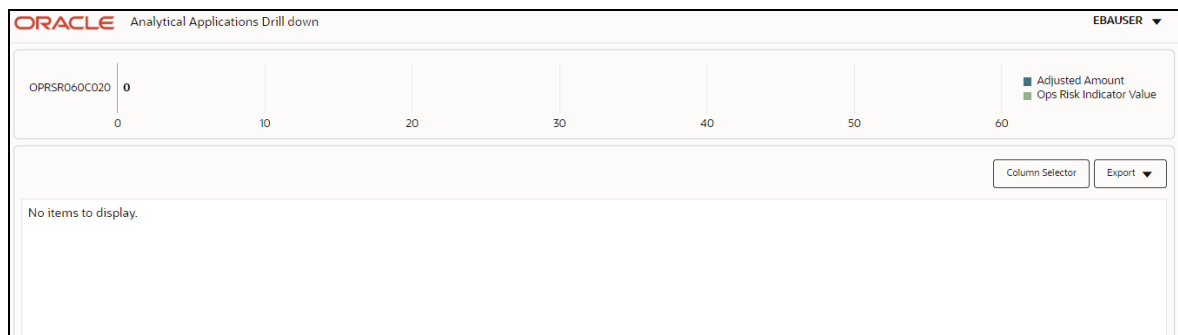 ORACLE Analytical Applications Drill down EBAUSER
OPRSR060C020 0
Adjusted Amount
Ops Risk Indicator Value
0 10 20 30 40 50 60
Column Selector Export
No items to display.